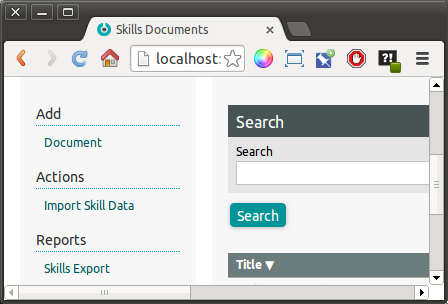 Skills Documents
localhost:
?!
Add
Document
Actions
Import Skill Data
Reports
Skills Export
Search
Search
Search
Title ▼